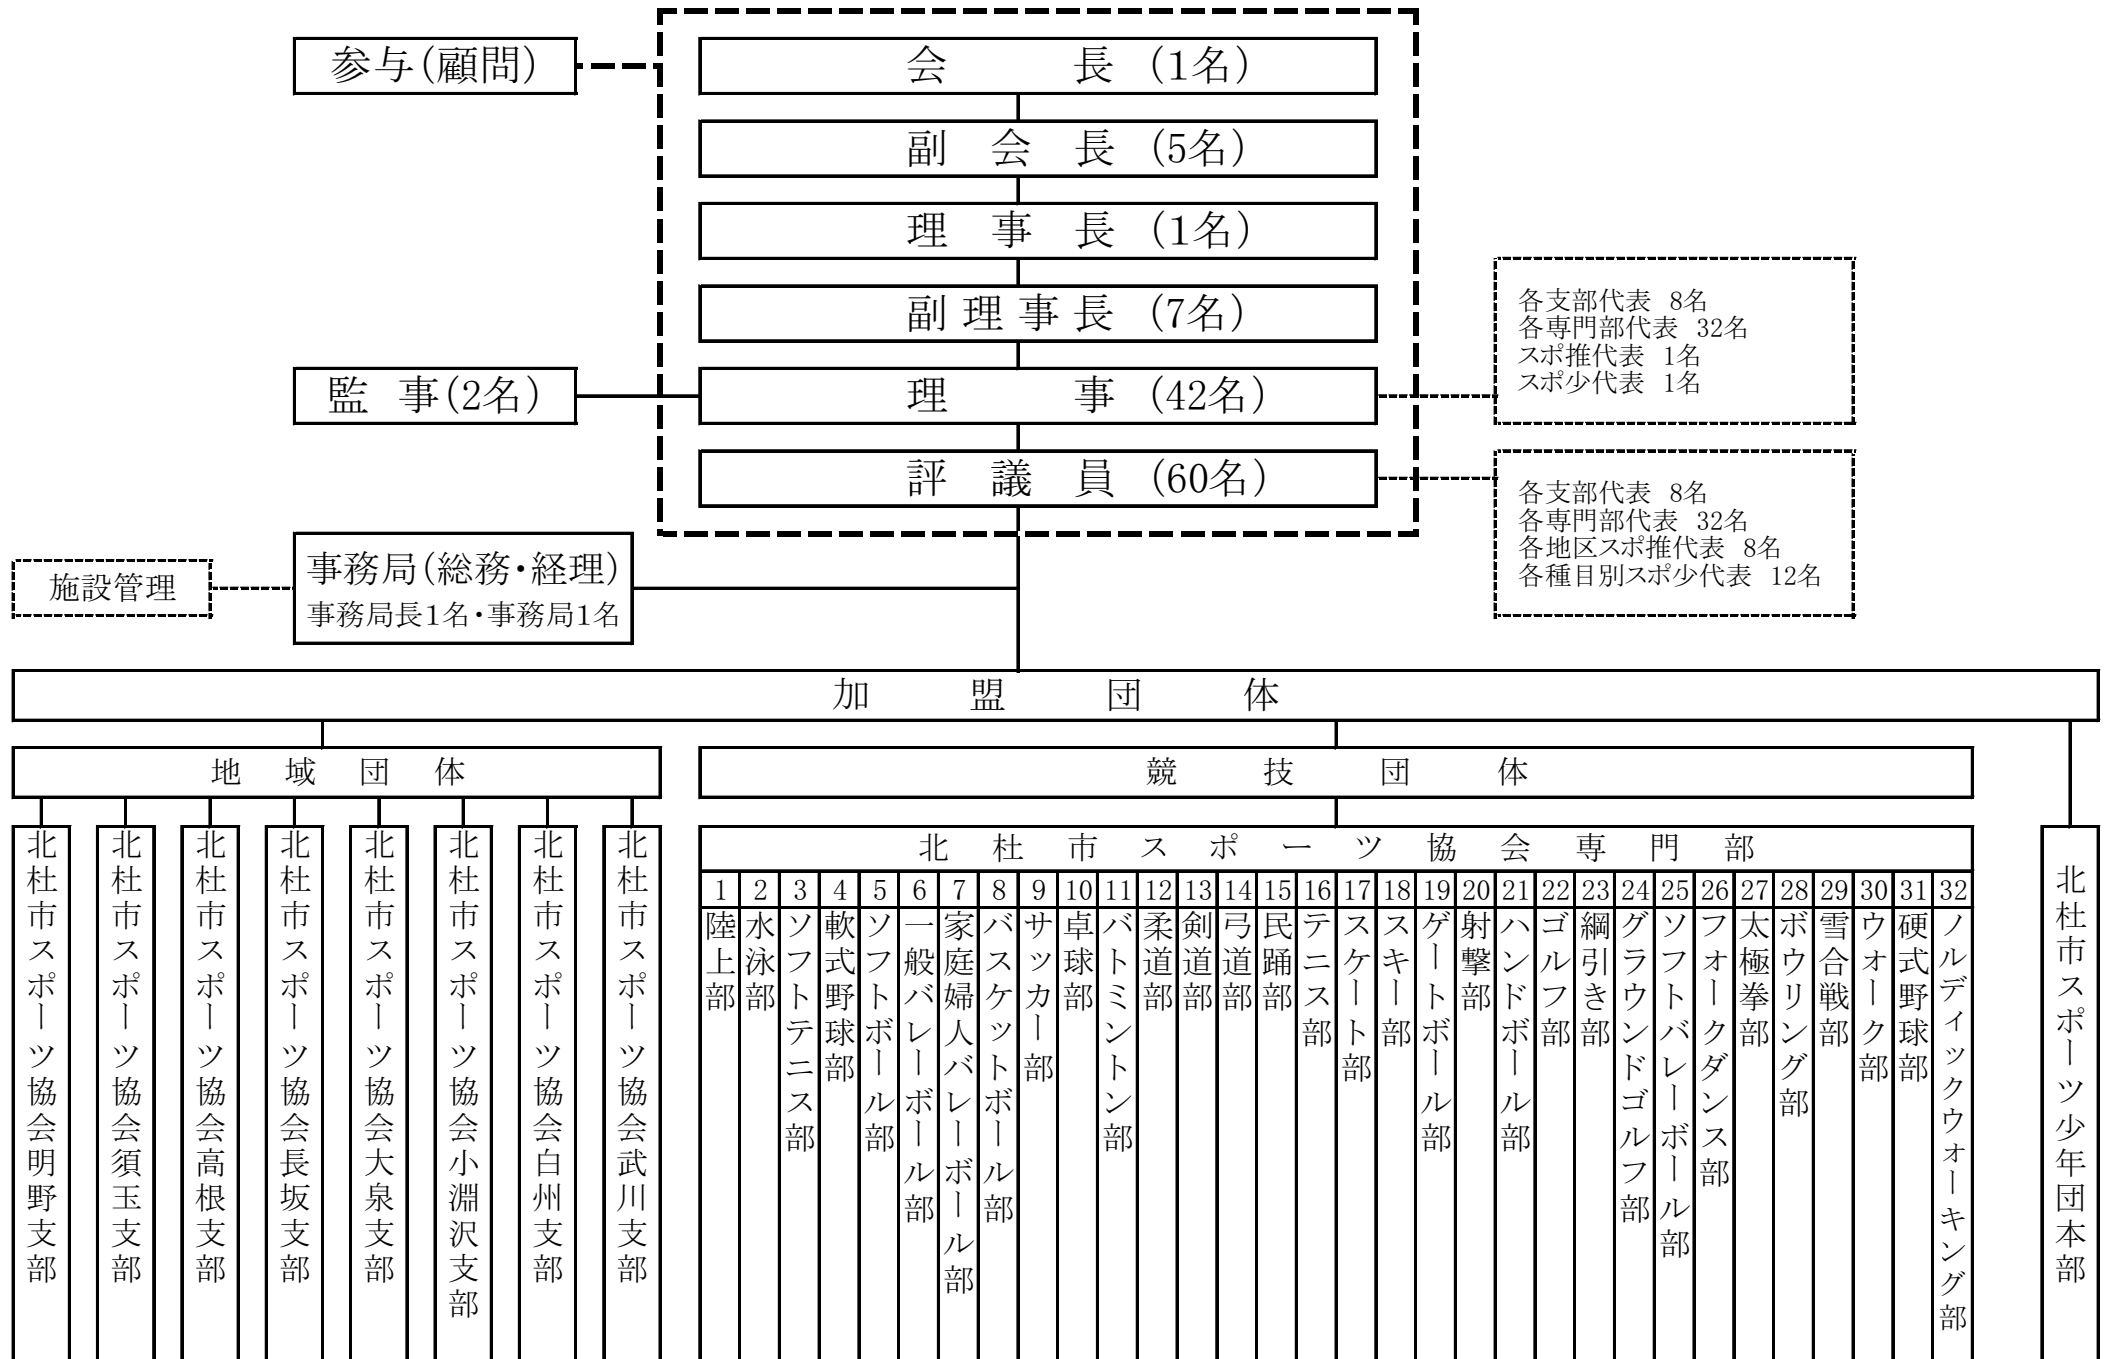 参与(顧問)
会長(1名)
副会長(5名)
理事長(1名)
副理事長(7名)
監事(2名)
理事(42名)
評議員(60名)
各支部代表 8名
各専門部代表 32名
スポ推代表 1名
スポ少代表 1名
各支部代表 8名
各専門部代表 32名
各地区スポ推代表 8名
各種目別スポ少代表 12名
施設管理
事務局(総務・経理)
事務局長1名・事務局1名
加盟団体
地域団体
競技団体
北杜市スポーツ協会明野支部
北杜市スポーツ協会須玉支部
北杜市スポーツ協会高根支部
北杜市スポーツ協会長坂支部
北杜市スポーツ協会大泉支部
北杜市スポーツ協会小淵沢支部
北杜市スポーツ協会白州支部
北杜市スポーツ協会武川支部
北杜市スポーツ協会専門部
1 陸上部
2 水泳部
3 ソフトテニス部
4 軟式野球部
5 ソフトボール部
6 一般バレーボール部
7 家庭婦人バレーボール部
8 バスケットボール部
9 サッカー部
10 卓球部
11 バトミントン部
12 柔道部
13 剣道部
14 弓道部
15 民踊部
16 テニス部
17 スケート部
18 スキー部
19 ゲートボール部
20 射撃部
21 ハンドボール部
22 ゴルフ部
23 綱引き部
24 グラウンドゴルフ部
25 ソフトバレーボール部
26 フォークダンス部
27 太極拳部
28 ボウリング部
29 雪合戦部
30 ウォーク部
31 硬式野球部
32 ノルディックウォーキング部
北杜市スポーツ少年団本部